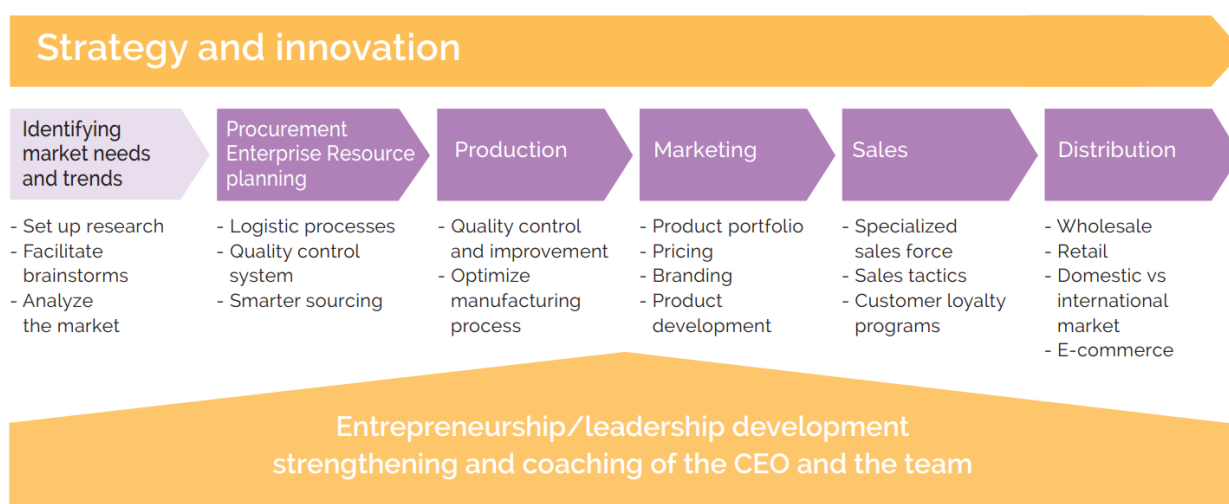 Strategy and innovation
Identifying
market needs
and trends
- Set up research
- Facilitate
brainstorms
- Analyze
the market
Procurement
Enterprise Resource
planning
- Logistic processes
- Quality control
system
- Smarter sourcing
Production
- Quality control
and improvement
- Optimize
manufacturing
process
Marketing
- Product portfolio
- Pricing
- Branding
- Product
development
Sales
- Specialized
sales force
- Sales tactics
- Customer loyalty
programs
Distribution
- Wholesale
- Retail
- Domestic vs
international
market
- E-commerce
Entrepreneurship/leadership development
strengthening and coaching of the CEO and the team